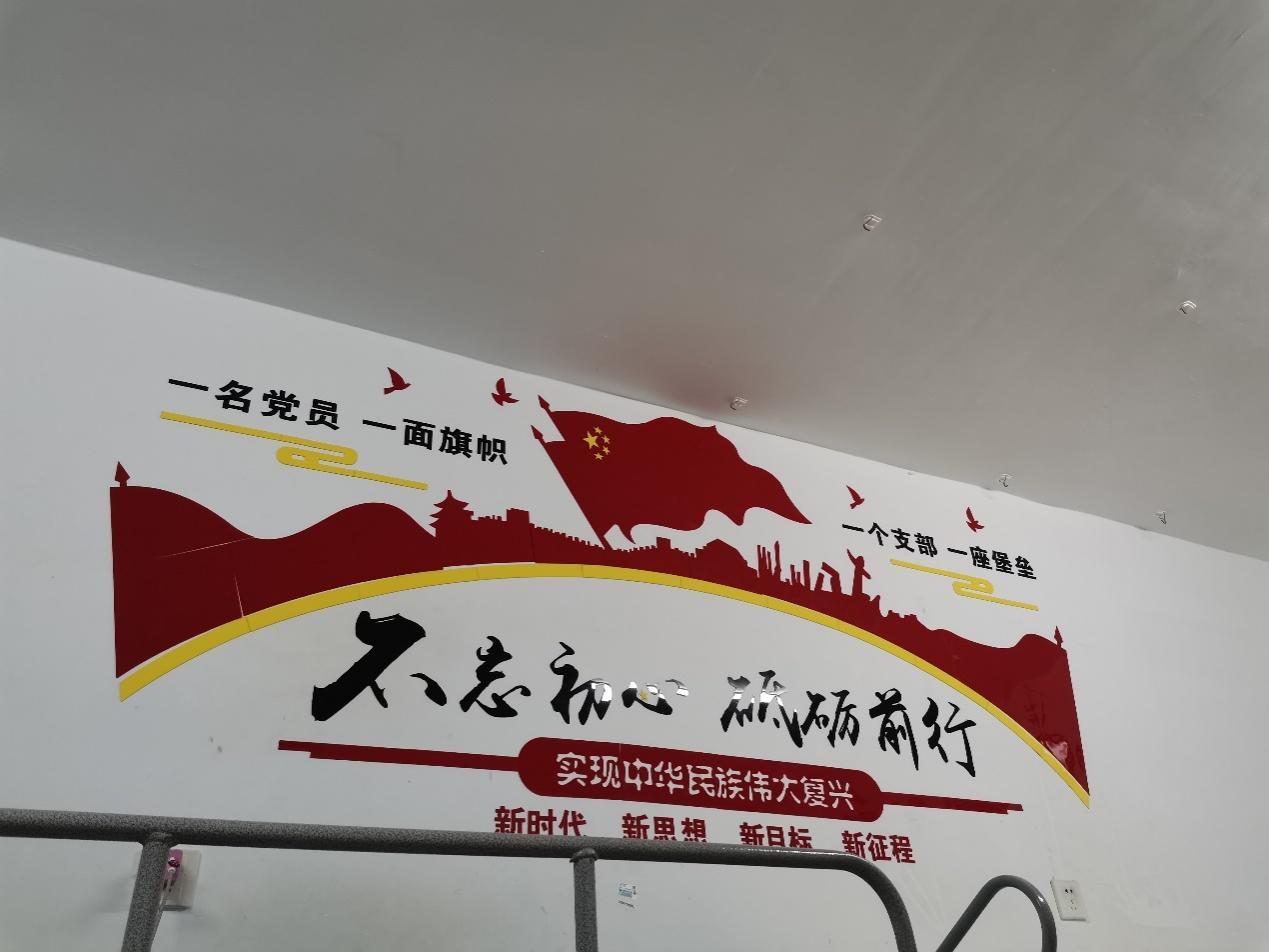 一名党员 一面旗帜
一个支部 一座堡垒
不忘初心 砥砺前行
实现中华民族伟大复兴
新时代 新思想 新目标 新征程